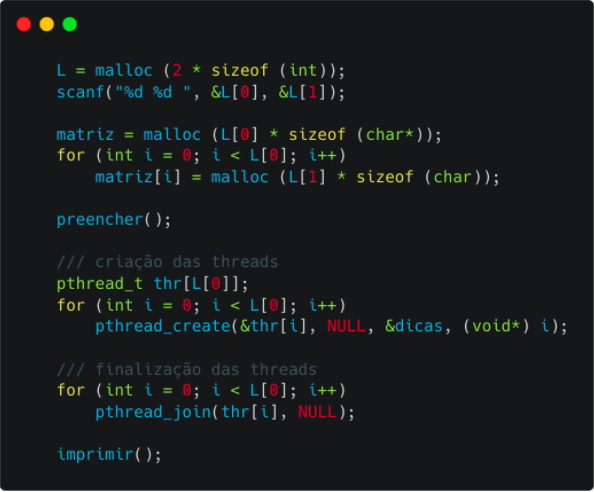 L = malloc (2 * sizeof (int));
scanf("%d %d ", &L[0], &L[1]);
matriz = malloc (L[0] * sizeof (char*));
for (int i = 0; i < L[0]; i++)
matriz[i] = malloc (L[1] * sizeof (char));
preencher();
/// criação das threads
pthread_t thr[L[0]];
for (int i = 0; i < L[0]; i++)
pthread_create(&thr[i], NULL, &dicas, (void*) i);
/// finalização das threads
for (int i = 0; i < L[0]; i++)
pthread_join(thr[i], NULL);
imprimir();